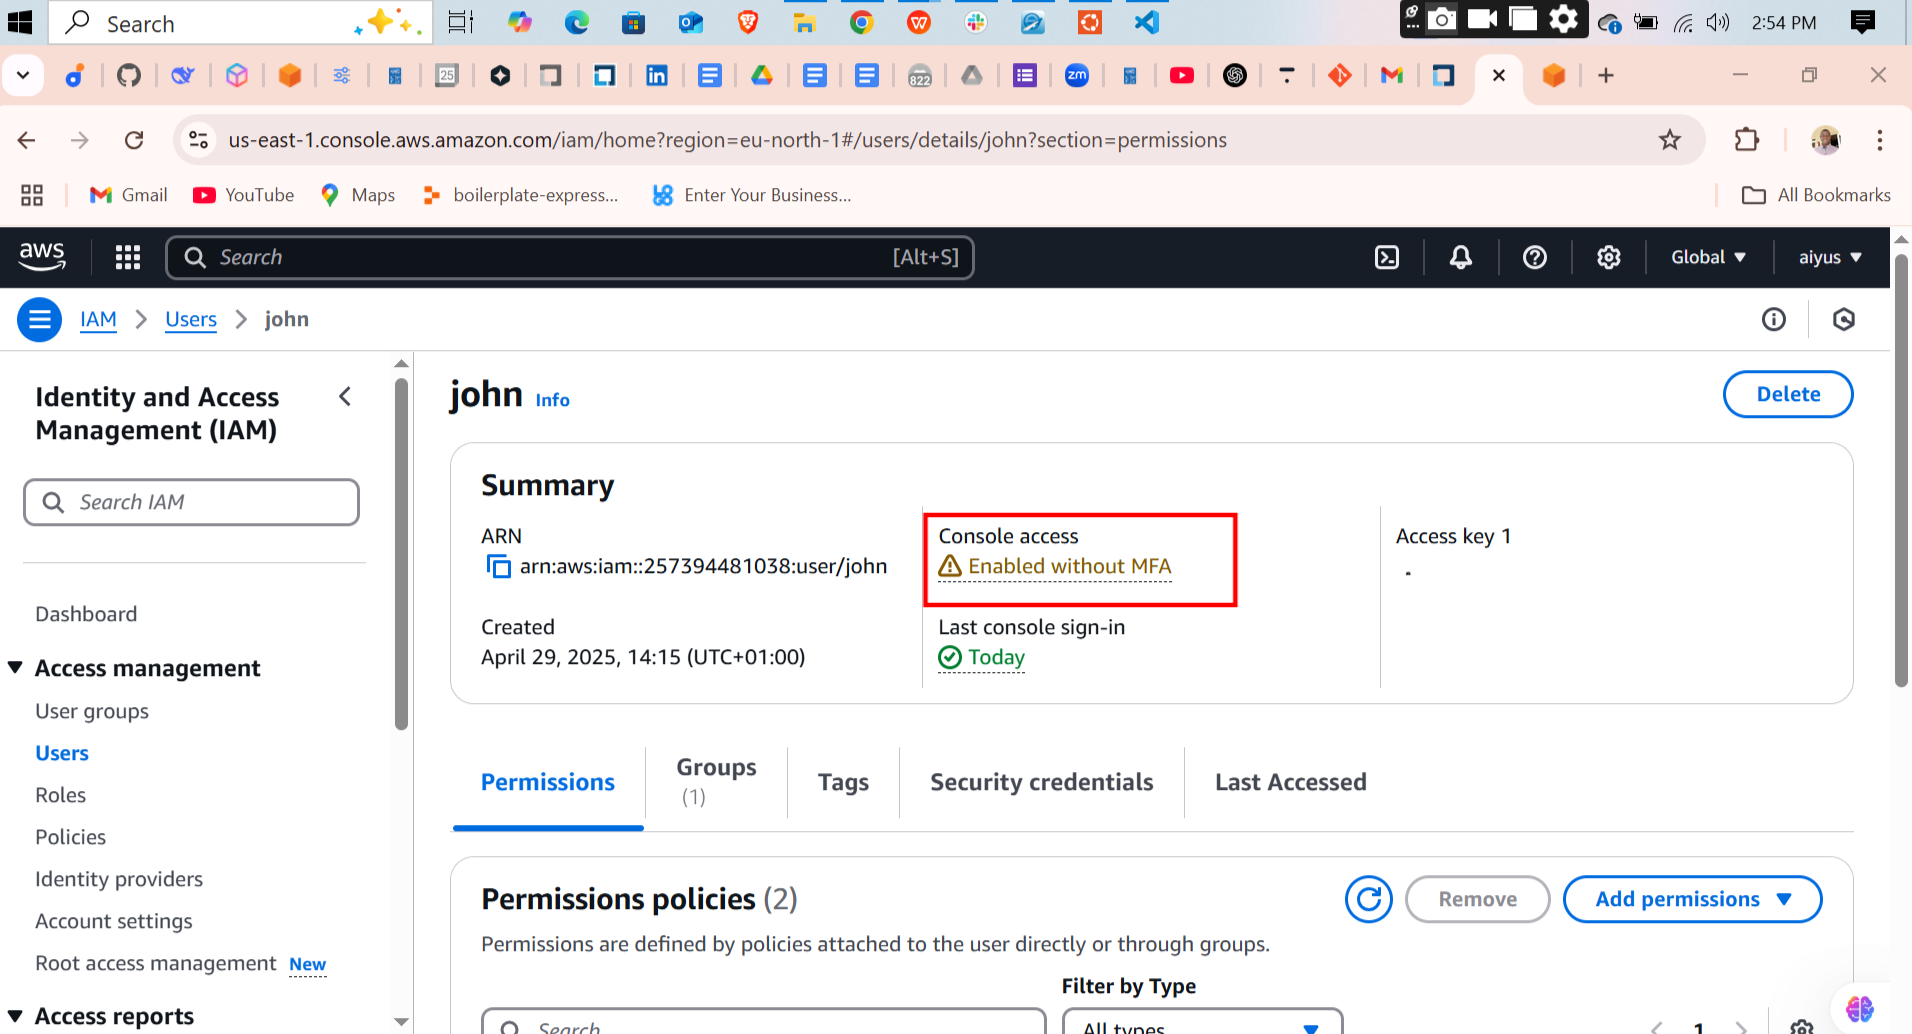 Search
2:54 PM
25
822
zm
us-east-1.console.aws.amazon.com/iam/home?region=eu-north-1#/users/details/john?section=permissions
Gmail
YouTube
Maps
boilerplate-express...
Enter Your Business...
All Bookmarks
aws
Search
[Alt+S]
Global
aiyus
IAM
Users
john
Identity and Access
Management (IAM)
Search IAM
Dashboard
Access management
User groups
Users
Roles
Policies
Identity providers
Account settings
Root access management New
Access reports
john Info
Delete
Summary
ARN
arn:aws:iam::257394481038:user/john
Created
April 29, 2025, 14:15 (UTC+01:00)
Console access
Enabled without MFA
Last console sign-in
Today
Access key 1
-
Permissions
Groups
(1)
Tags
Security credentials
Last Accessed
Permissions policies (2)
Remove
Add permissions
Permissions are defined by policies attached to the user directly or through groups.
Filter by Type
Search
All types
1